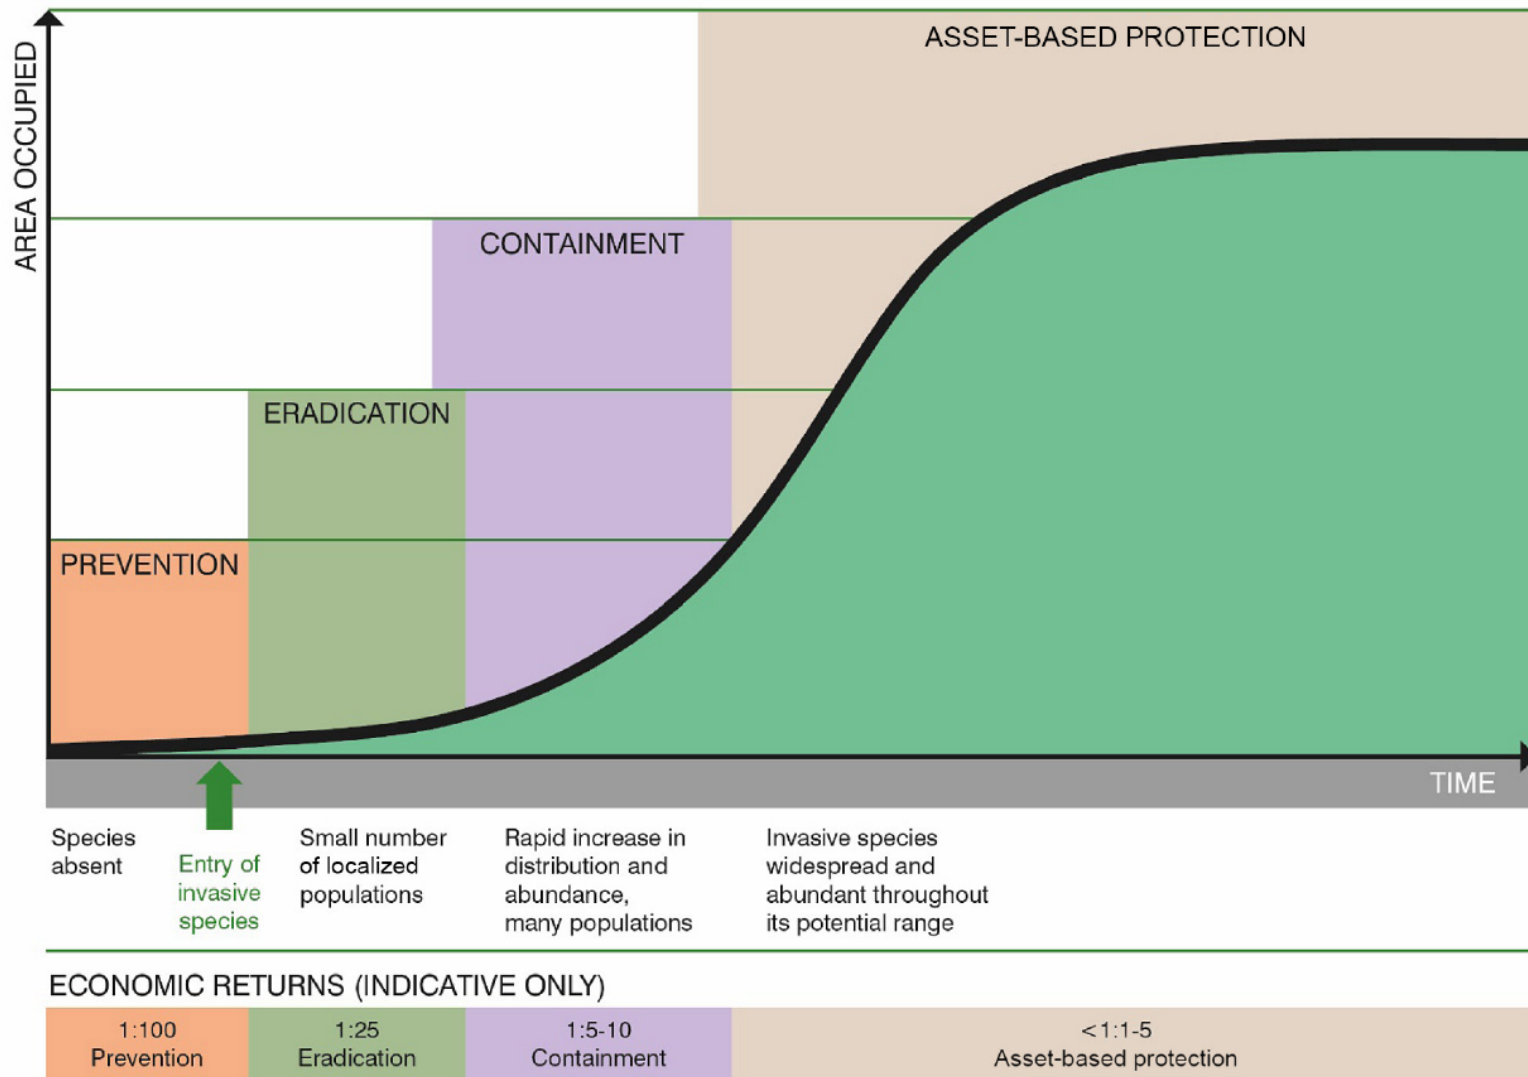 AREA OCCUPIED
ASSET-BASED PROTECTION
CONTAINMENT
ERADICATION
PREVENTION
TIME
Species
absent
Entry of
invasive
species
Small number
of localized
populations
Rapid increase in
distribution and
abundance,
many populations
Invasive species
widespread and
abundant throughout
its potential range
ECONOMIC RETURNS (INDICATIVE ONLY)
1:100
Prevention
1:25
Eradication
1:5-10
Containment
<1:1-5
Asset-based protection